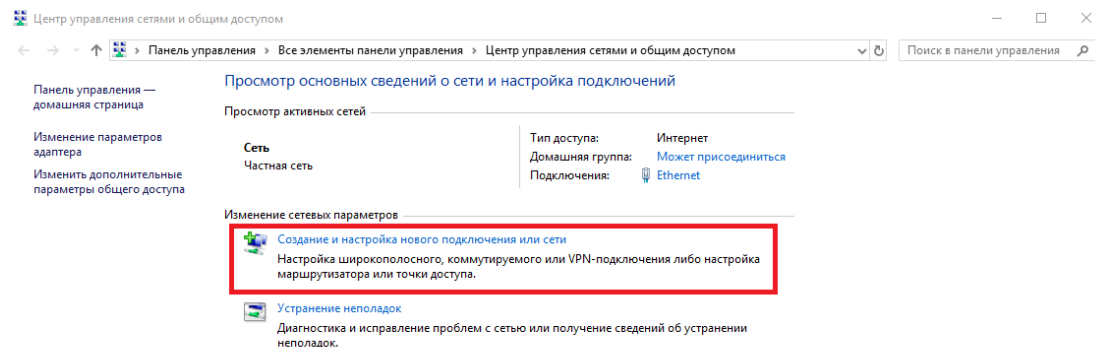 Центр управления сетями и общим доступом
Панель управления › Все элементы панели управления › Центр управления сетями и общим доступом
Поиск в панели управления
Панель управления —
домашняя страница
Изменение параметров
адаптера
Изменить дополнительные
параметры общего доступа
Просмотр основных сведений о сети и настройка подключений
Просмотр активных сетей
Сеть
Частная сеть
Тип доступа: Интернет
Домашняя группа: Может присоединиться
Подключения: Ethernet
Изменение сетевых параметров
Создание и настройка нового подключения или сети
Настройка широкополосного, коммутируемого или VPN-подключения либо настройка
маршрутизатора или точки доступа.
Устранение неполадок
Диагностика и исправление проблем с сетью или получение сведений об устранении
неполадок.